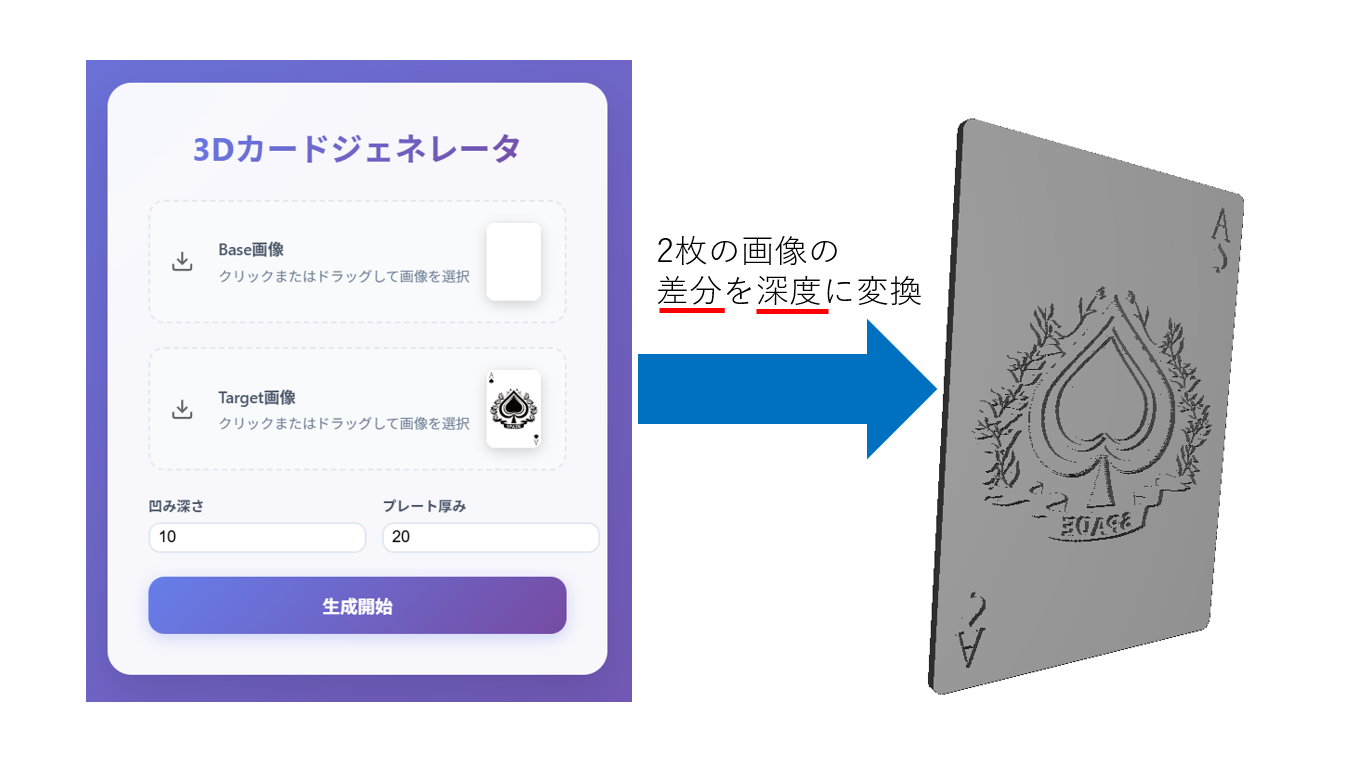 3Dカードジェネレータ
Base画像
クリックまたはドラッグして画像を選択
Target画像
クリックまたはドラッグして画像を選択
A
SPADE
A
凹み深さ
プレート厚み
10
20
生成開始
2枚の画像の
差分を深度に変換
A
SPADE
A